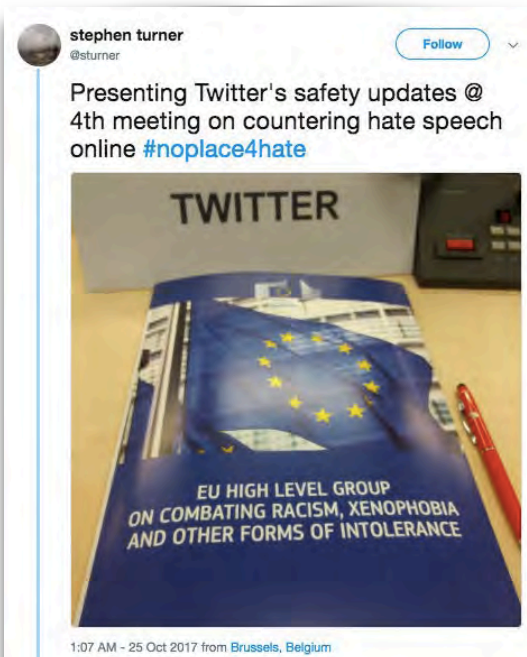 stephen turner
@sturner
Follow
Presenting Twitter's safety updates @
4th meeting on countering hate speech
online #noplace4hate
TWITTER
EU HIGH LEVEL GROUP
ON COMBATING RACISM, XENOPHOBIA
AND OTHER FORMS OF INTOLERANCE
1:07 AM - 25 Oct 2017 from Brussels, Belgium